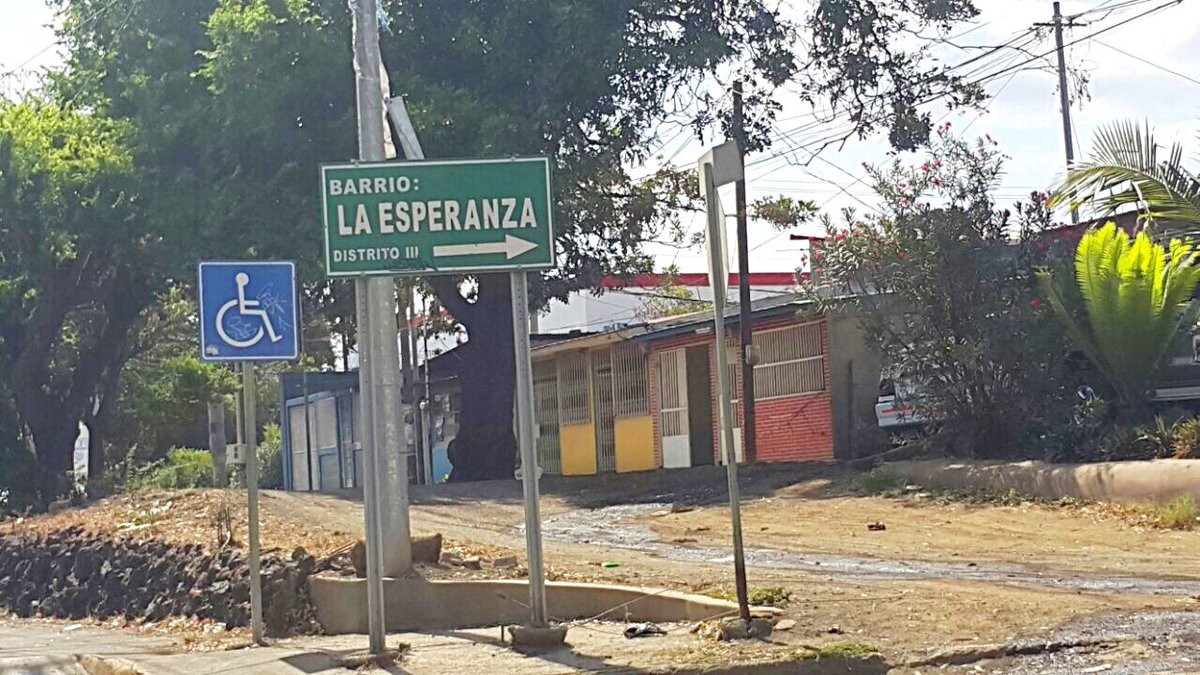 BARRIO:
LA ESPERANZA
DISTRITO III